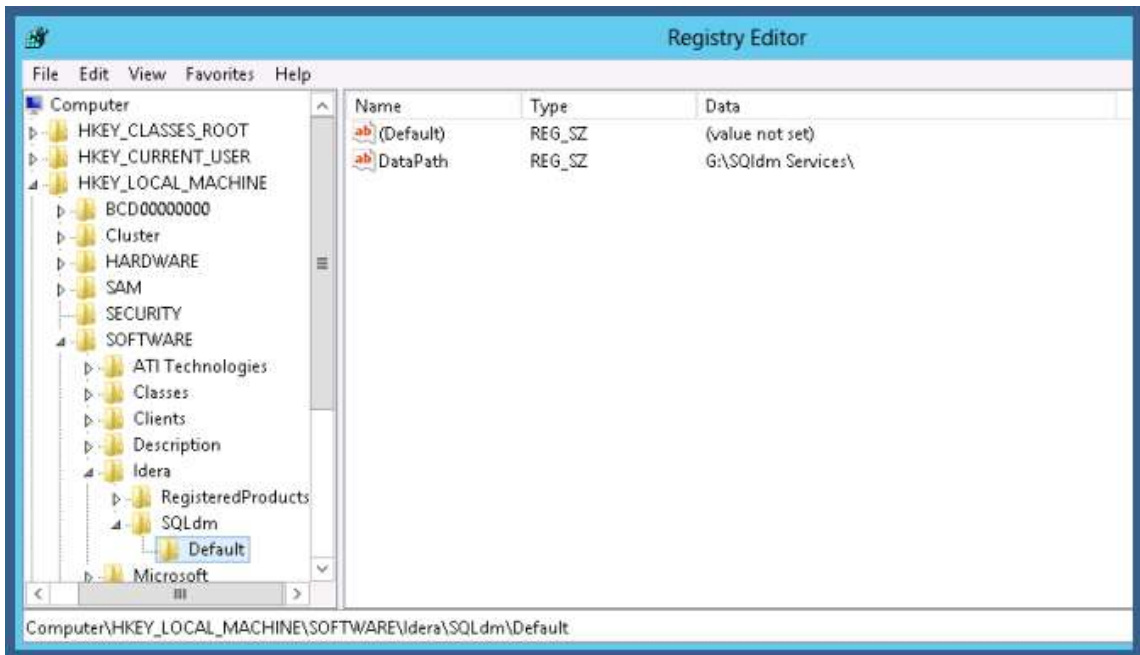 Registry Editor
File Edit View Favorites Help
Computer
HKEY_CLASSES_ROOT
HKEY_CURRENT_USER
HKEY_LOCAL_MACHINE
BCD00000000
Cluster
HARDWARE
SAM
SECURITY
SOFTWARE
ATI Technologies
Classes
Clients
Description
Idera
RegisteredProducts
SQLdm
Default
Microsoft
Name Type Data
ab (Default) REG_SZ (value not set)
ab DataPath REG_SZ G:\SQldm Services\
Computer\HKEY_LOCAL_MACHINE\SOFTWARE\Idera\SQLdm\Default